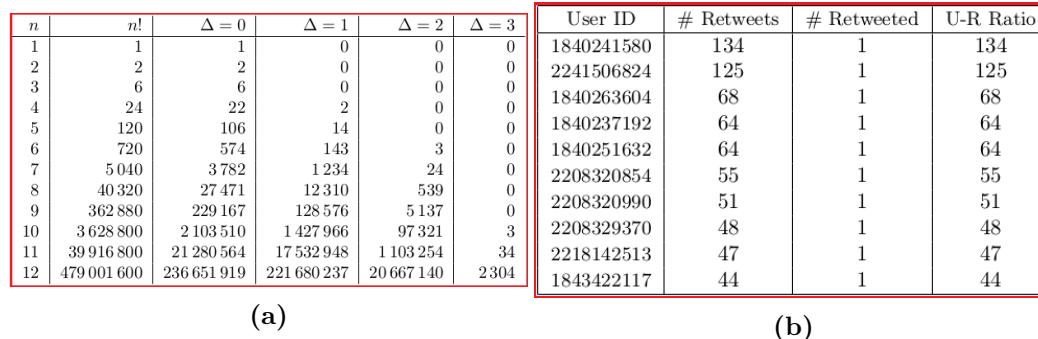 n n! Δ = 0 Δ = 1 Δ = 2 Δ = 3
1 1 1 0 0 0
2 2 2 0 0 0
3 6 6 0 0 0
4 24 22 2 0 0
5 120 106 14 0 0
6 720 574 143 3 0
7 5 040 3 782 1 234 24 0
8 40 320 27 471 12 310 539 0
9 362 880 229 167 128 576 5 137 0
10 3 628 800 2 103 510 1 427 966 97 321 3
11 39 916 800 21 280 564 17 532 948 1 103 254 34
12 479 001 600 236 651 919 221 680 237 20 667 140 2 304
(a)
User ID # Retweets # Retweeted U-R Ratio
1840241580 134 1 134
2241506824 125 1 125
1840263604 68 1 68
1840237192 64 1 64
1840251632 64 1 64
2208320854 55 1 55
2208320990 51 1 51
2208329370 48 1 48
2218142513 47 1 47
1843422117 44 1 44
(b)